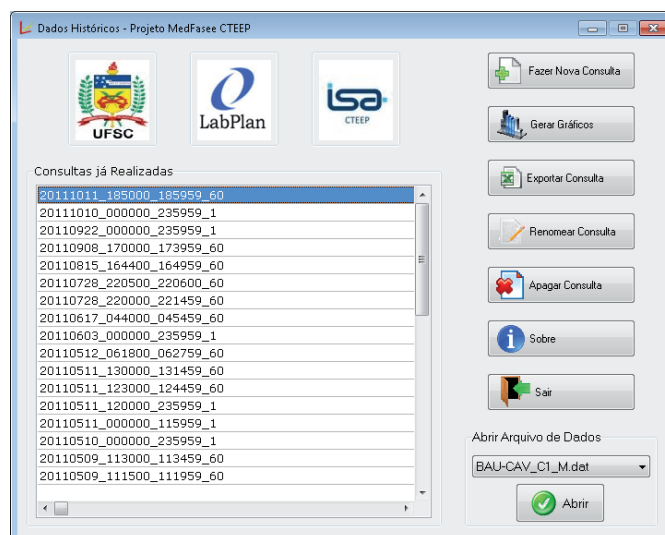 Dados Históricos - Projeto MedFasee CTEEP
UFSC
LabPlan
isa
CTEEP
Consultas já Realizadas
20111011_185000_185959_60
20111010_000000_235959_1
20110922_000000_235959_1
20110908_170000_173959_60
20110815_164400_164959_60
20110728_220500_220600_60
20110728_220000_221459_60
20110617_044000_045459_60
20110603_000000_235959_1
20110512_061800_062759_60
20110511_130000_131459_60
20110511_123000_124459_60
20110511_120000_235959_1
20110511_000000_115959_1
20110510_000000_235959_1
20110509_113000_113459_60
20110509_111500_111959_60
Fazer Nova Consulta
Gerar Gráficos
Exportar Consulta
Renomear Consulta
Apagar Consulta
Sobre
Sair
Abrir Arquivo de Dados
BAU-CAV_C1_M.dat
Abrir